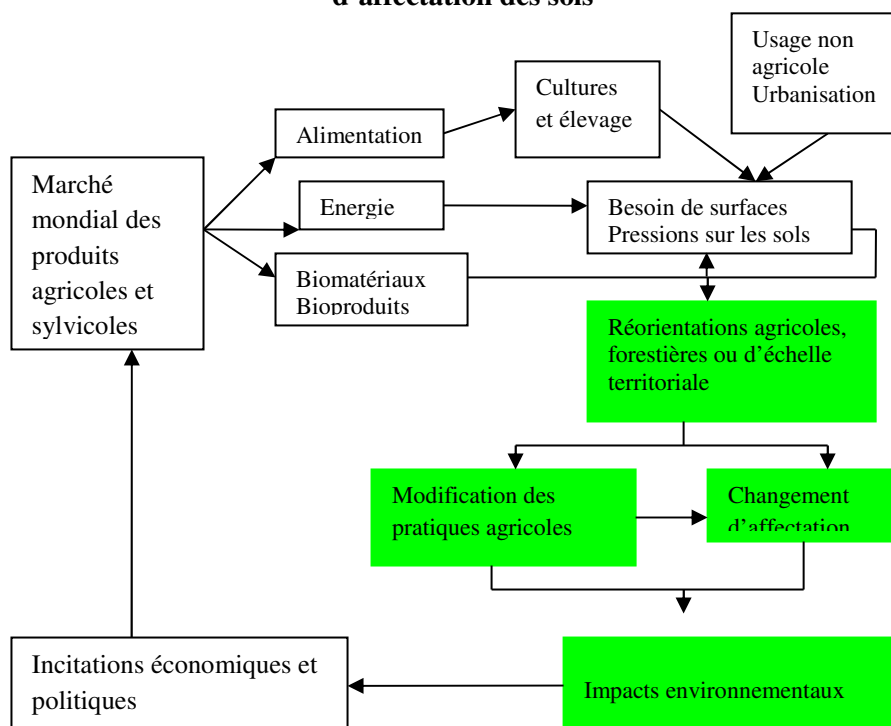 d'affectation des sols
Usage non
agricole
Urbanisation
Cultures
et élevage
Alimentation
Marché
mondial des
produits
agricoles et
sylvicoles
Energie
Besoin de surfaces
Pressions sur les sols
Biomatériaux
Bioproduits
Réorientations agricoles,
forestières ou d'échelle
territoriale
Modification des
pratiques agricoles
Changement
d'affectation
Incitations économiques et
politiques
Impacts environnementaux